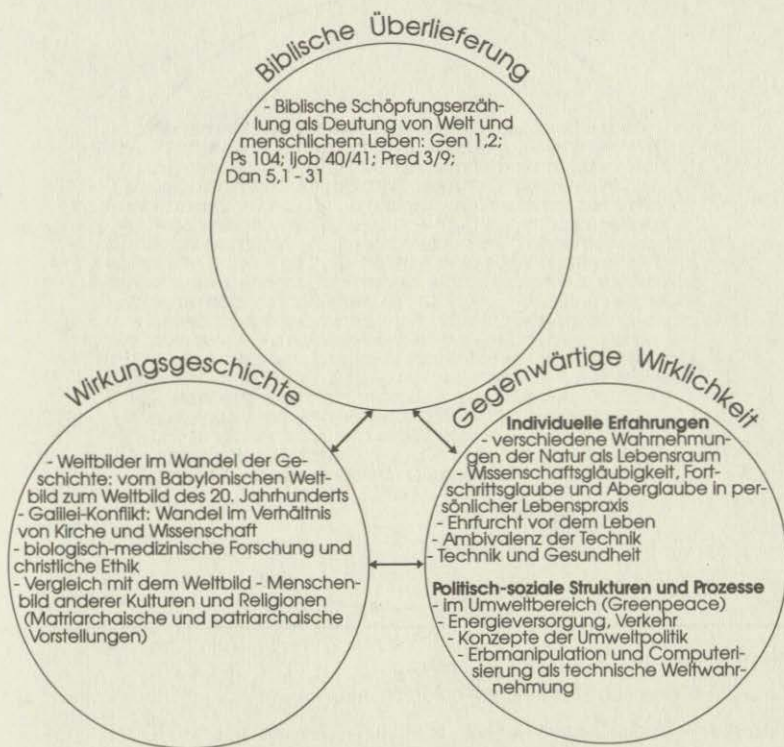 Biblische Überlieferung
- Biblische Schöpfungserzäh-
lung als Deutung von Welt und
menschlichem Leben: Gen 1,2;
Ps 104; Ijob 40/41; Pred 3/9;
Dan 5,1 - 31
Wirkungsgeschichte
- Weltbilder im Wandel der Ge-
schichte: vom Babylonischen Welt-
bild zum Weltbild des 20. Jahrhunderts
- Galilei-Konflikt: Wandel im Verhältnis
von Kirche und Wissenschaft
- biologisch-medizinische Forschung und
christliche Ethik
- Vergleich mit dem Weltbild - Menschen-
bild anderer Kulturen und Religionen
(Matriarchaische und patriarchaische
Vorstellungen)
Gegenwärtige Wirklichkeit
Individuelle Erfahrungen
- verschiedene Wahrnehmun-
gen der Natur als Lebensraum
- Wissenschaftsgläubigkeit, Fort-
schrittsglaube und Aberglaube in per-
sönlicher Lebenspraxis
- Ehrfurcht vor dem Leben
- Ambivalenz der Technik
- Technik und Gesundheit
Politisch-soziale Strukturen und Prozesse
- im Umweltbereich (Greenpeace)
- Energieversorgung, Verkehr
- Konzepte der Umweltpolitik
- Erbmanipulation und Computeri-
sierung als technische Weltwahr-
nehmung